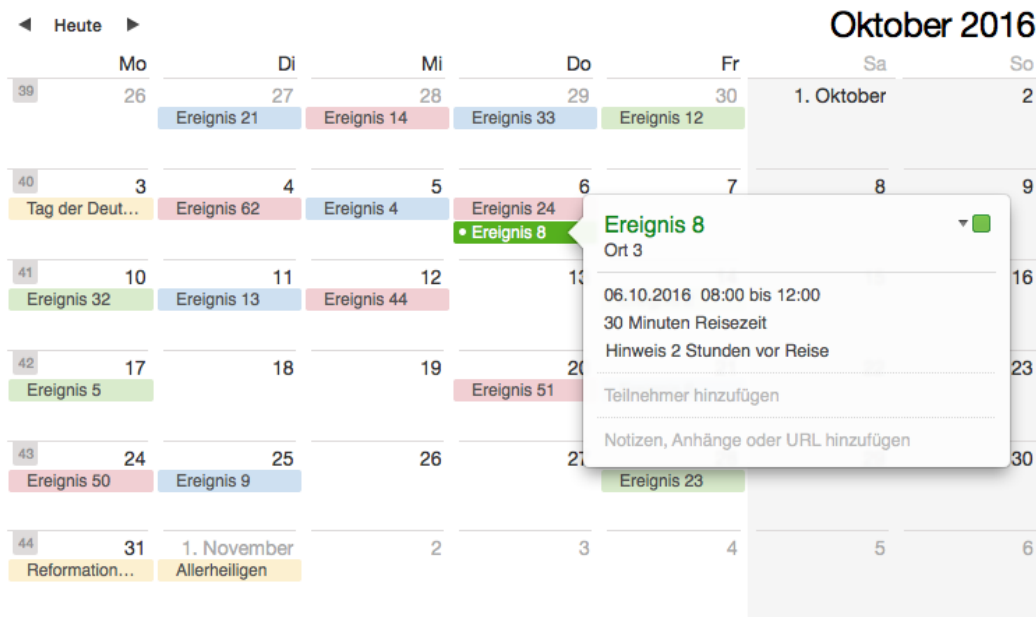 ◀ Heute ▶
Oktober 2016
Mo Di Mi Do Fr Sa So
39 26 27 28 29 30 1. Oktober 2
Ereignis 21 Ereignis 14 Ereignis 33 Ereignis 12
40 3 4 5 6 7 8 9
Tag der Deut... Ereignis 62 Ereignis 4 Ereignis 24
• Ereignis 8
Ereignis 8
Ort 3
41 10 11 12 13 16
Ereignis 32 Ereignis 13 Ereignis 44
06.10.2016 08:00 bis 12:00
30 Minuten Reisezeit
Hinweis 2 Stunden vor Reise
42 17 18 19 20 23
Ereignis 5 Ereignis 51
Teilnehmer hinzufügen
Notizen, Anhänge oder URL hinzufügen
43 24 25 26 27 30
Ereignis 50 Ereignis 9 Ereignis 23
44 31 1. November 2 3 4 5 6
Reformation... Allerheiligen